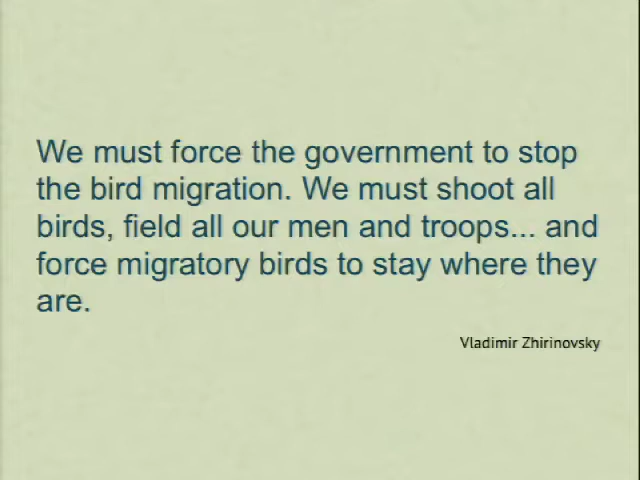 We must force the government to stop
the bird migration. We must shoot all
birds, field all our men and troops... and
force migratory birds to stay where they
are.
Vladimir Zhirinovsky